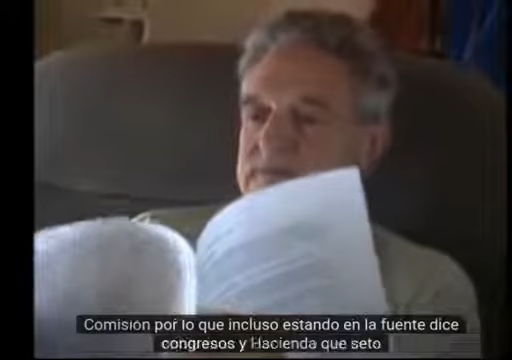 Comisión por lo que incluso estando en la fuente dice
congresos y Hacienda que seto